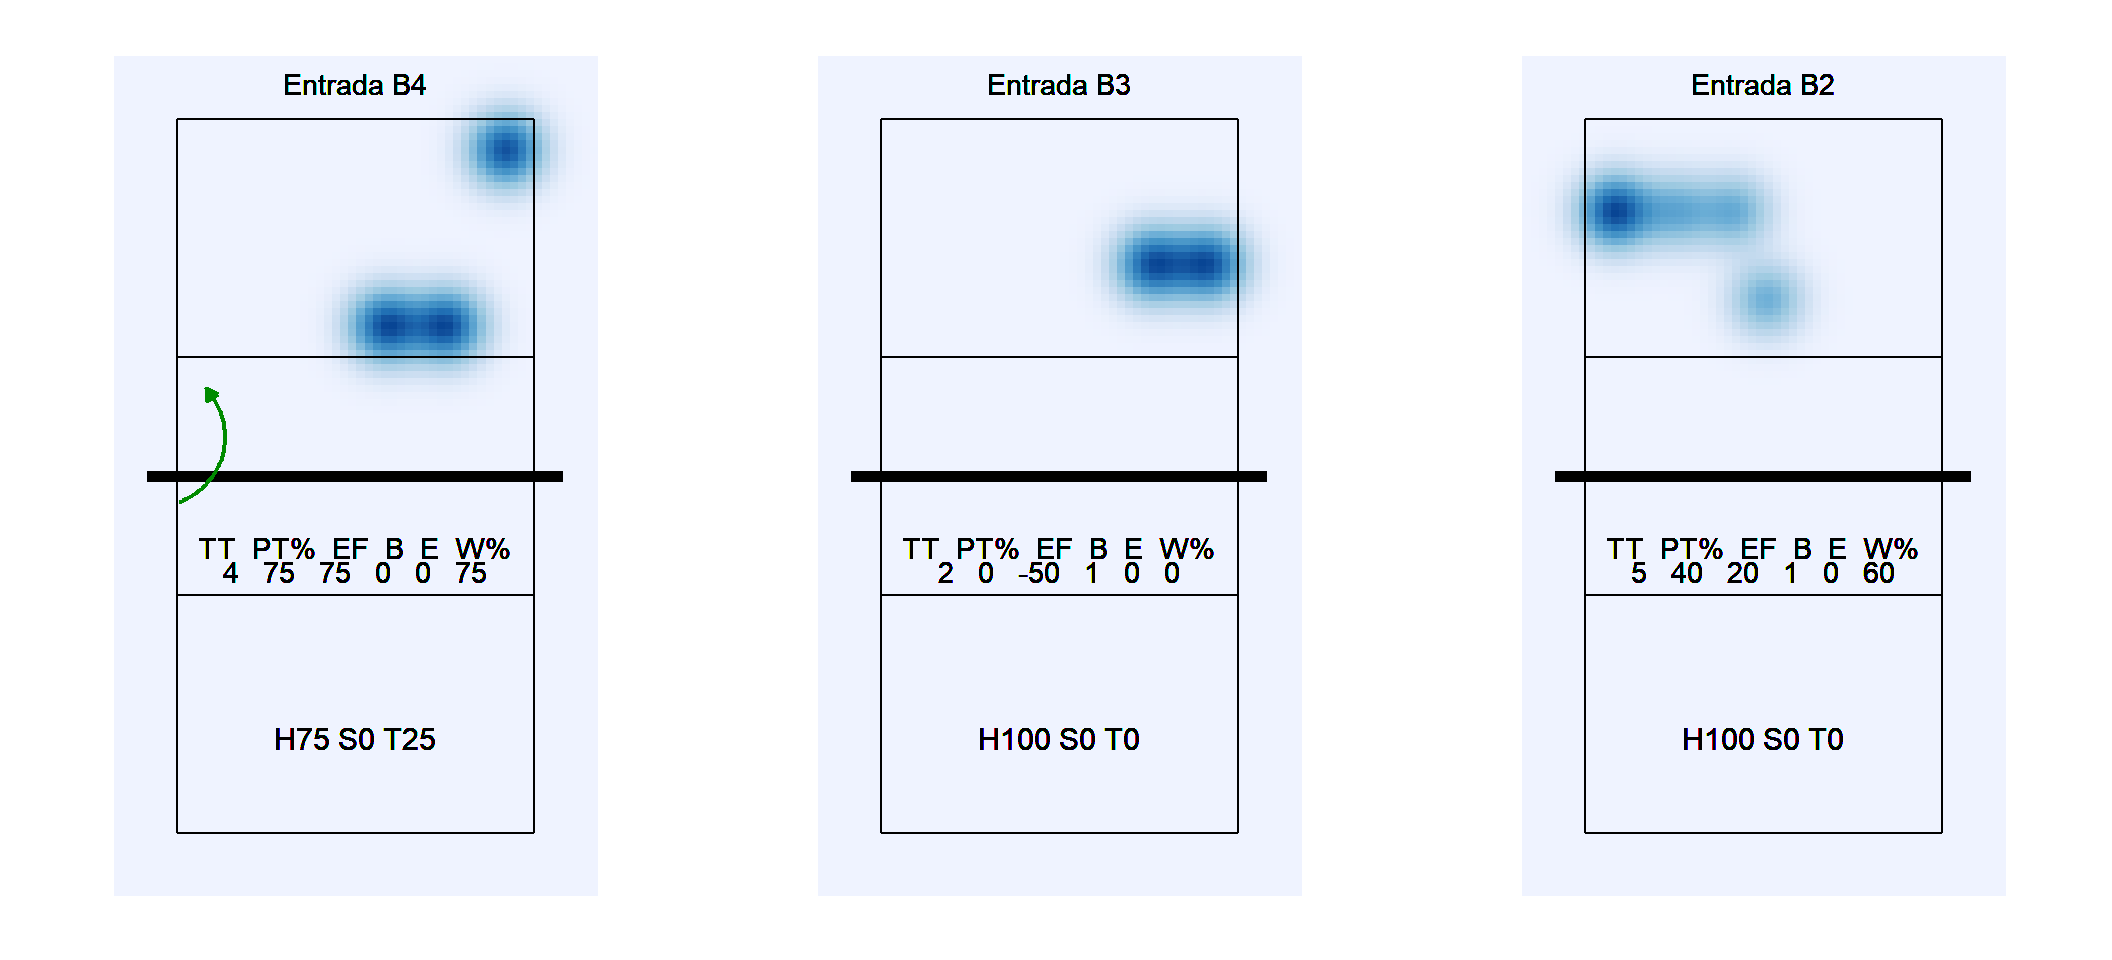 Entrada B4
TT PT% EF B E W%
4 75 75 0 0 75
H75 S0 T25
Entrada B3
TT PT% EF B E W%
2 0 -50 1 0 0
H100 S0 T0
Entrada B2
TT PT% EF B E W%
5 40 20 1 0 60
H100 S0 T0